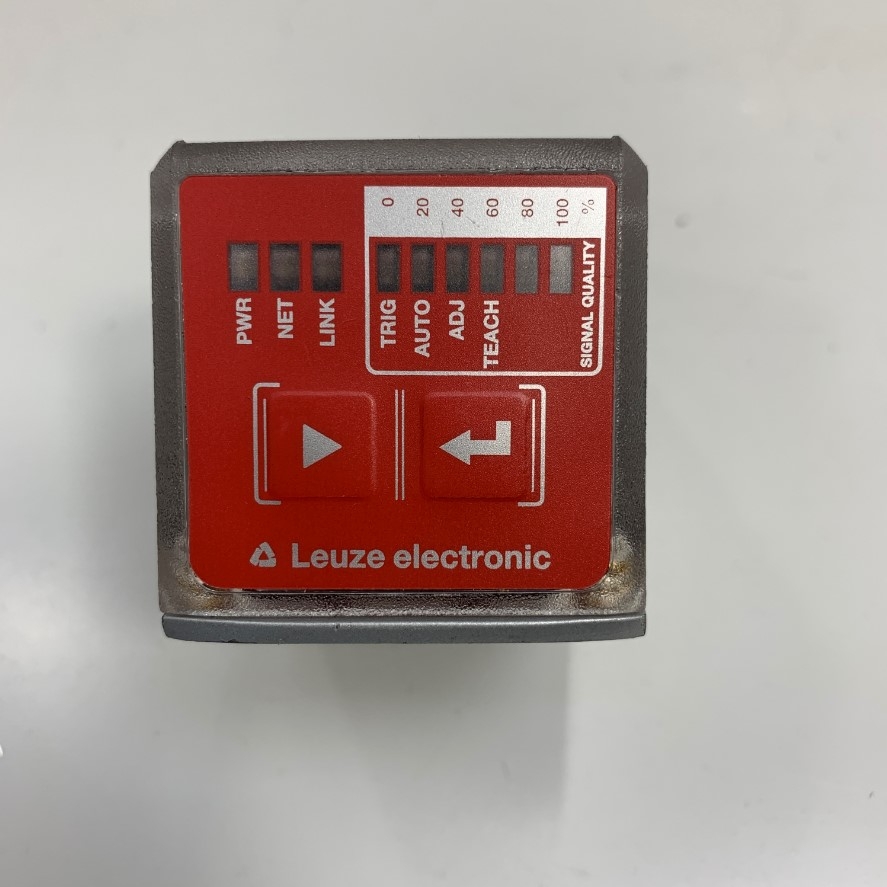 0
20
40
60
80
100
%
PWR
NET
LINK
TRIG
AUTO
ADJ
TEACH
SIGNAL QUALITY
Leuze electronic